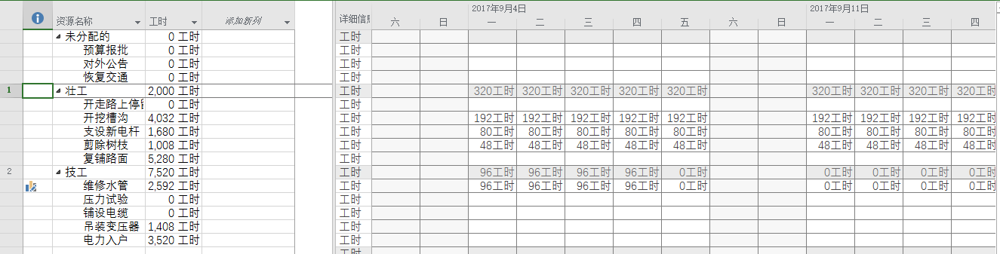 2017年9月4日 2017年9月11日
资源名称 工时 添加新列 详细信息 六 日 一 二 三 四 五 六 日 一 二 三 四
未分配的 0 工时 工时
预算报批 0 工时 工时
对外公告 0 工时 工时
恢复交通 0 工时 工时
1 壮工 2,000 工时 工时 320工时 320工时 320工时 320工时 320工时 320工时 320工时 320工时 320工时
开走路上停留 0 工时 工时
开挖槽沟 4,032 工时 工时 192工时 192工时 192工时 192工时 192工时 192工时 192工时 192工时 192工时
支设新电杆 1,680 工时 工时 80工时 80工时 80工时 80工时 80工时 80工时 80工时 80工时 80工时
剪除树枝 1,008 工时 工时 48工时 48工时 48工时 48工时 48工时 48工时 48工时 48工时 48工时
复铺路面 5,280 工时 工时
2 技工 7,520 工时 工时 96工时 96工时 96工时 96工时 0工时 0工时 0工时 0工时 0工时
维修水管 2,592 工时 工时 96工时 96工时 96工时 96工时 0工时 0工时 0工时 0工时 0工时
压力试验 0 工时 工时
铺设电缆 0 工时 工时
吊装变压器 1,408 工时 工时
电力入户 3,520 工时 工时
工时